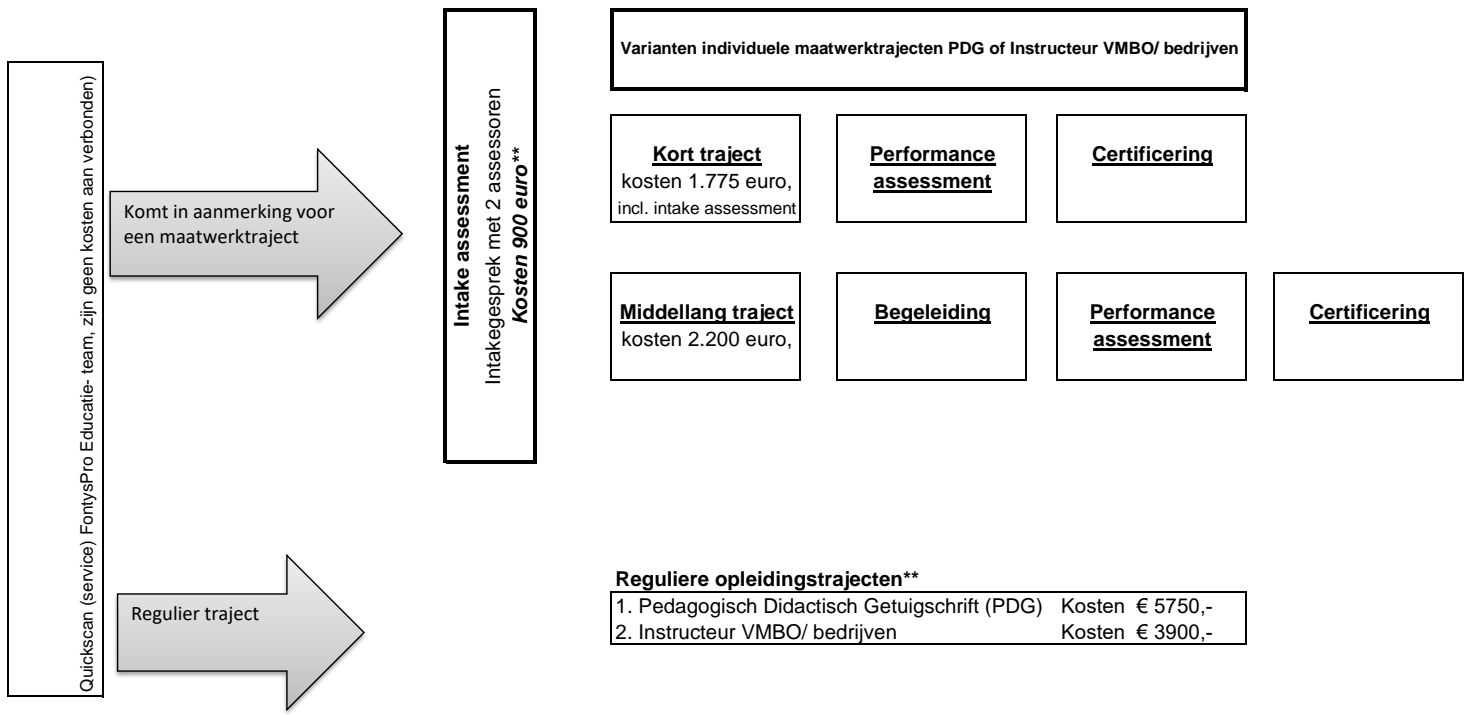 Quickscan (service) FontysPro Educatie- team, zijn geen kosten aan verbonden)
Komt in aanmerking voor
een maatwerktraject
Intake assessment
Intakegesprek met 2 assessoren
Kosten 900 euro**
Varianten individuele maatwerktrajecten PDG of Instructeur VMBO/ bedrijven
Kort traject
kosten 1.775 euro,
incl. intake assessment
Performance
assessment
Certificering
Middellang traject
kosten 2.200 euro,
Begeleiding
Performance
assessment
Certificering
Regulier traject
Reguliere opleidingstrajecten**
1. Pedagogisch Didactisch Getuigschrift (PDG) Kosten € 5750,-
2. Instructeur VMBO/ bedrijven Kosten € 3900,-